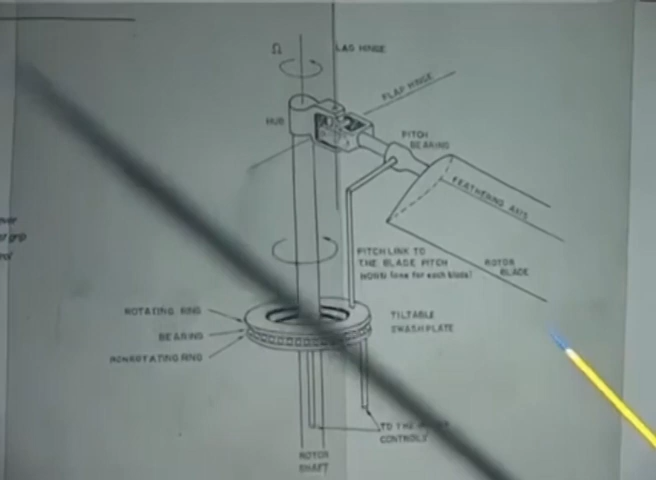 Ω
LAG HINGE
FLAP HINGE
HUB
PITCH
BEARING
FEATHERING AXIS
ROTOR
BLADE
PITCH LINK TO
THE BLADE PITCH
HORN (one for each blade)
TILTABLE
SWASHPLATE
ROTATING RING
BEARING
NONROTATING RING
TO THE
CONTROLS
ROTOR
SHAFT